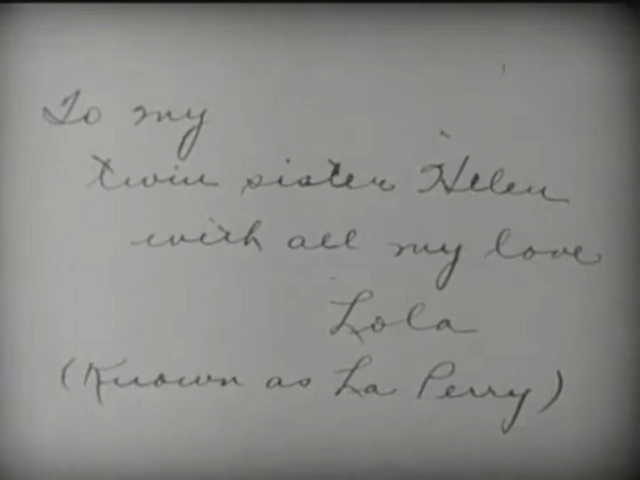 To my
twin sister Helen
with all my love
Lola
(Known as La Perry)